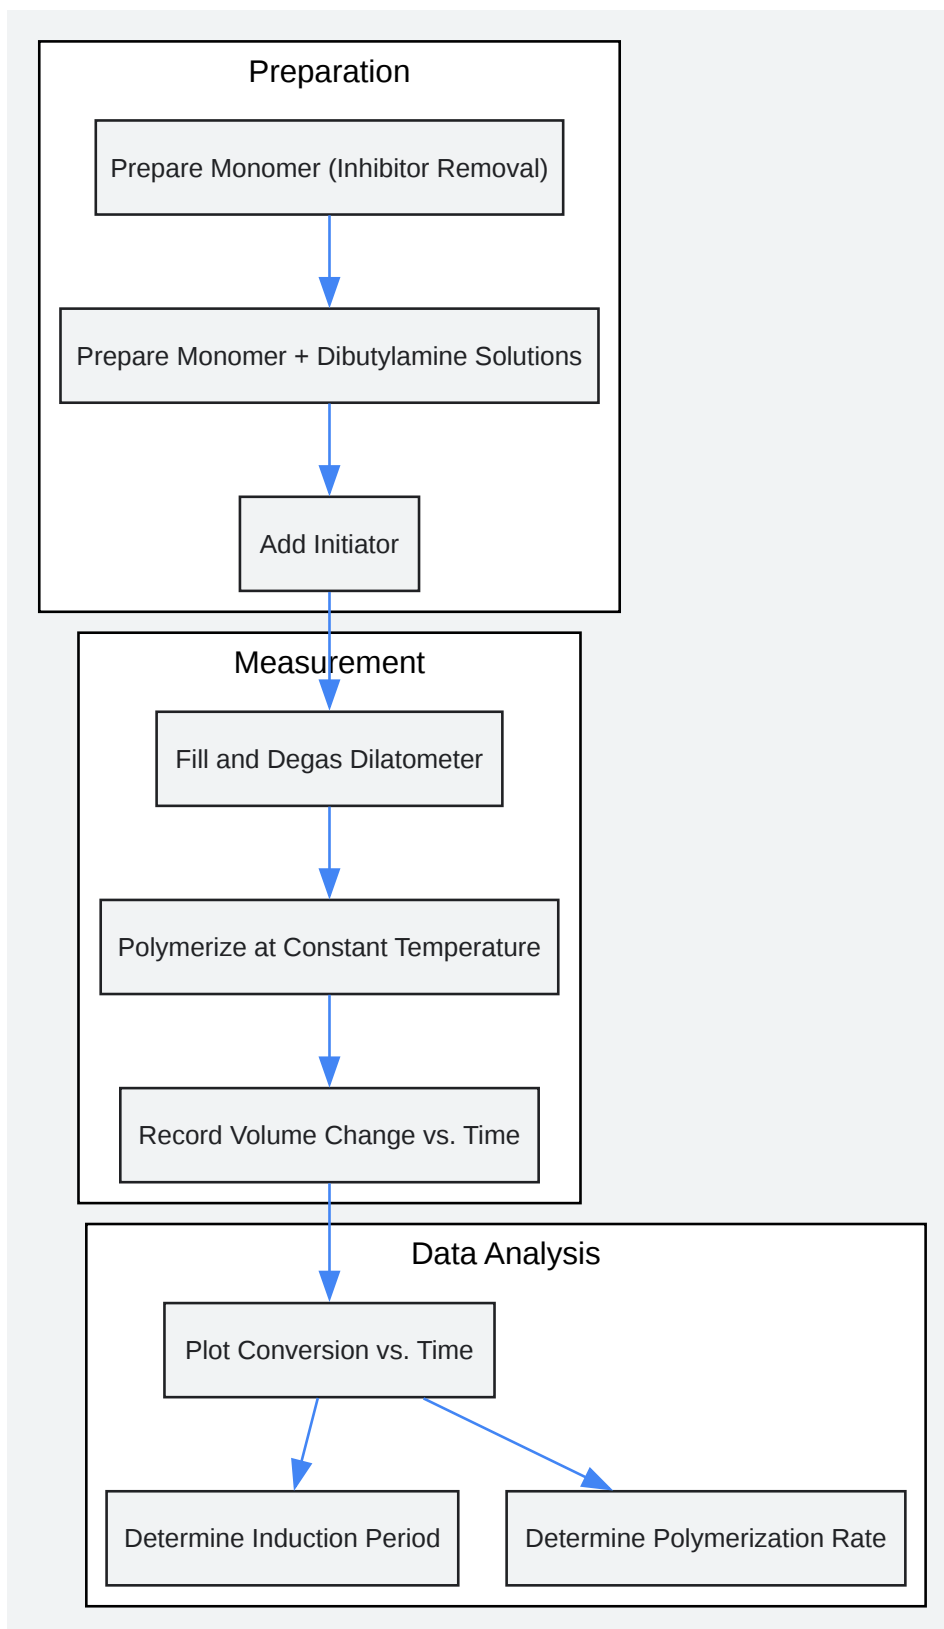 Preparation
Prepare Monomer (Inhibitor Removal)
Prepare Monomer + Dibutylamine Solutions
Add Initiator
Measurement
Fill and Degas Dilatometer
Polymerize at Constant Temperature
Record Volume Change vs. Time
Data Analysis
Plot Conversion vs. Time
Determine Induction Period
Determine Polymerization Rate